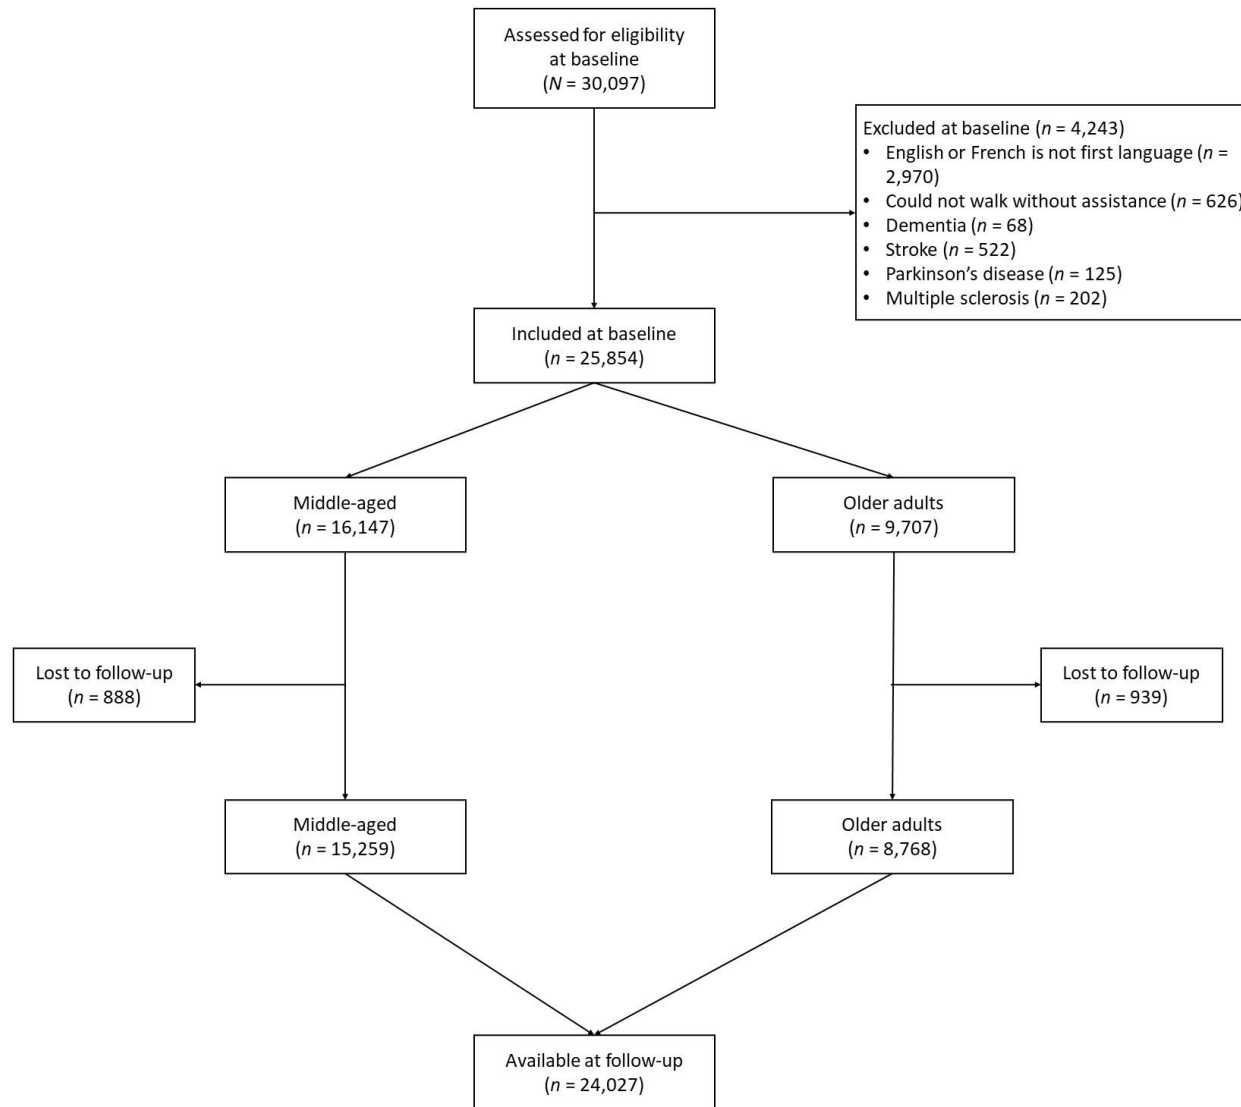 Assessed for eligibility
at baseline
(N = 30,097)
Excluded at baseline (n = 4,243)
• English or French is not first language (n =
2,970)
• Could not walk without assistance (n = 626)
• Dementia (n = 68)
• Stroke (n = 522)
• Parkinson’s disease (n = 125)
• Multiple sclerosis (n = 202)
Included at baseline
(n = 25,854)
Middle-aged
(n = 16,147)
Older adults
(n = 9,707)
Lost to follow-up
(n = 888)
Lost to follow-up
(n = 939)
Middle-aged
(n = 15,259)
Older adults
(n = 8,768)
Available at follow-up
(n = 24,027)